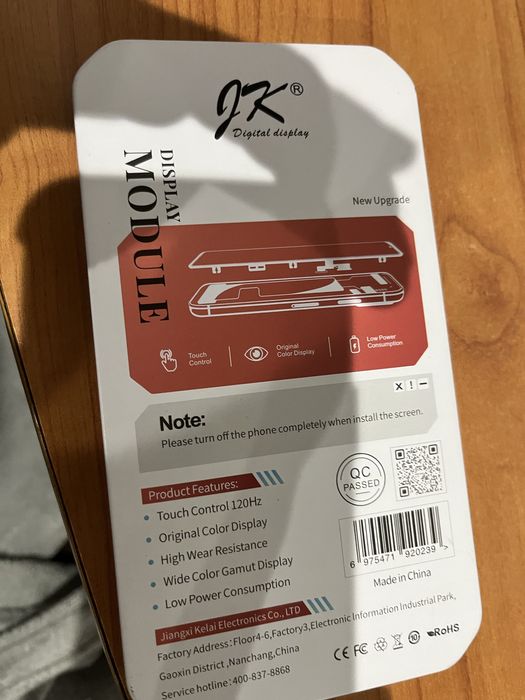 JK®
Digital display
DISPLAY
MODULE
New Upgrade
Touch
Control
Original
Color Display
Low Power
Consumption
Note:
Please turn off the phone completely when install the screen.
Product Features:
Touch Control 120Hz
Original Color Display
High Wear Resistance
Wide Color Gamut Display
Low Power Consumption
QC
PASSED
6 975471 920239 >
Made in China
Jiangxi Kelai Electronics Co., LTD
Factory Address:Floor4-6,Factory3,Electronic Information Industrial Park,
Gaoxin District ,Nanchang,China
Service hotline:400-837-8868
CE FC 10 RoHS